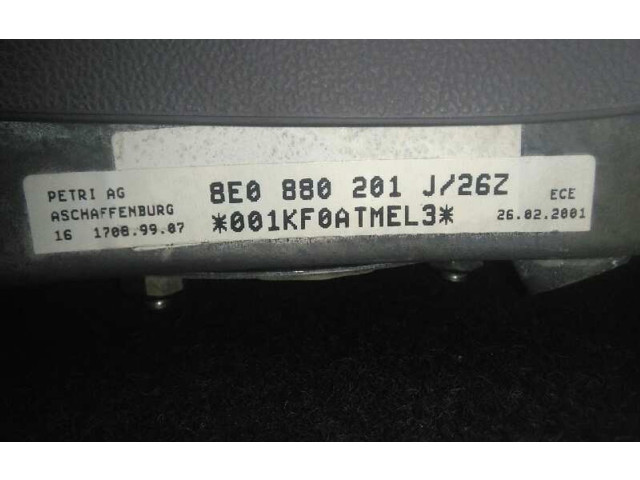 PETRI AG
ASCHAFFENBURG
16 1708.99.07
8E0 880 201 J/26Z
*001KF0ATMEL3*
ECE
26.02.2001